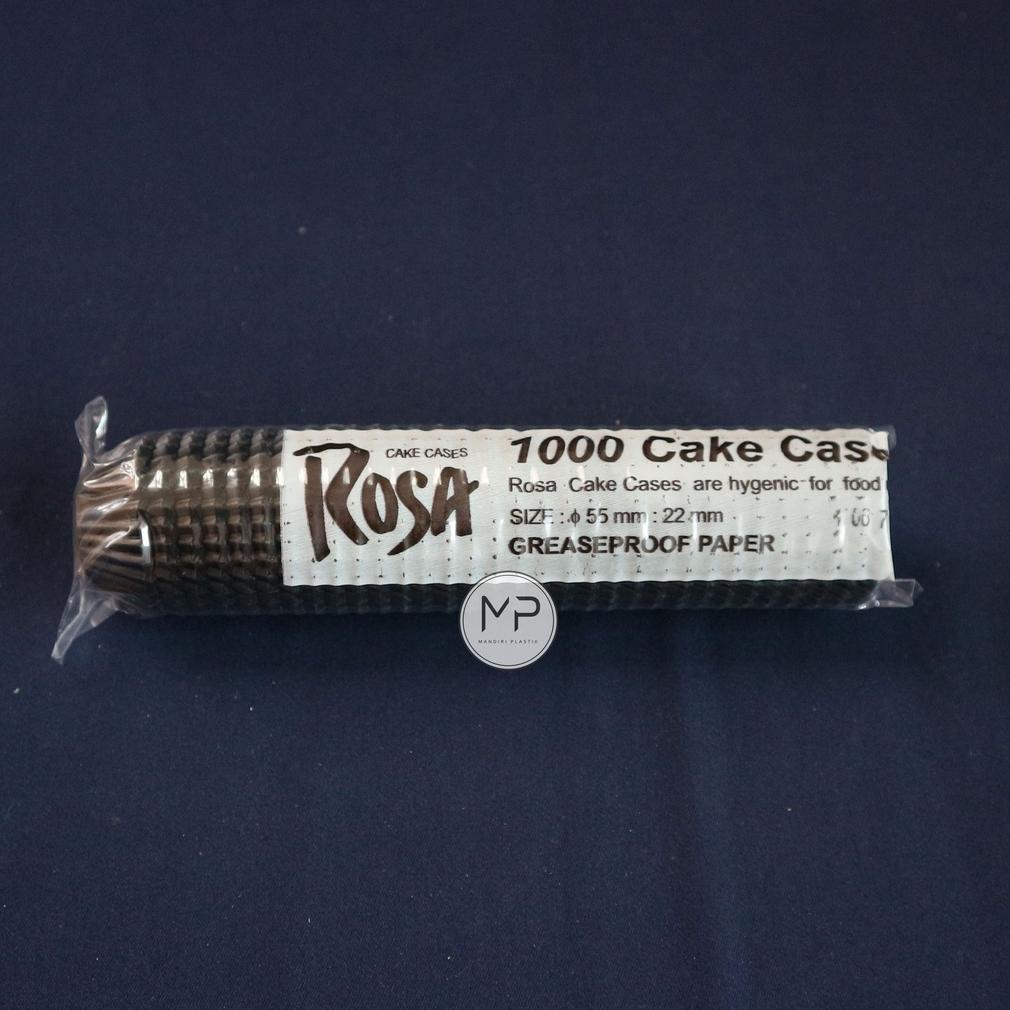 CAKE CASES
ROSA
1000 Cake Case
Rosa Cake Cases are hygenic for food
SIZE : ϕ 55 mm : 22 mm
GREASEPROOF PAPER
MP
MANDIRI PLASTIK